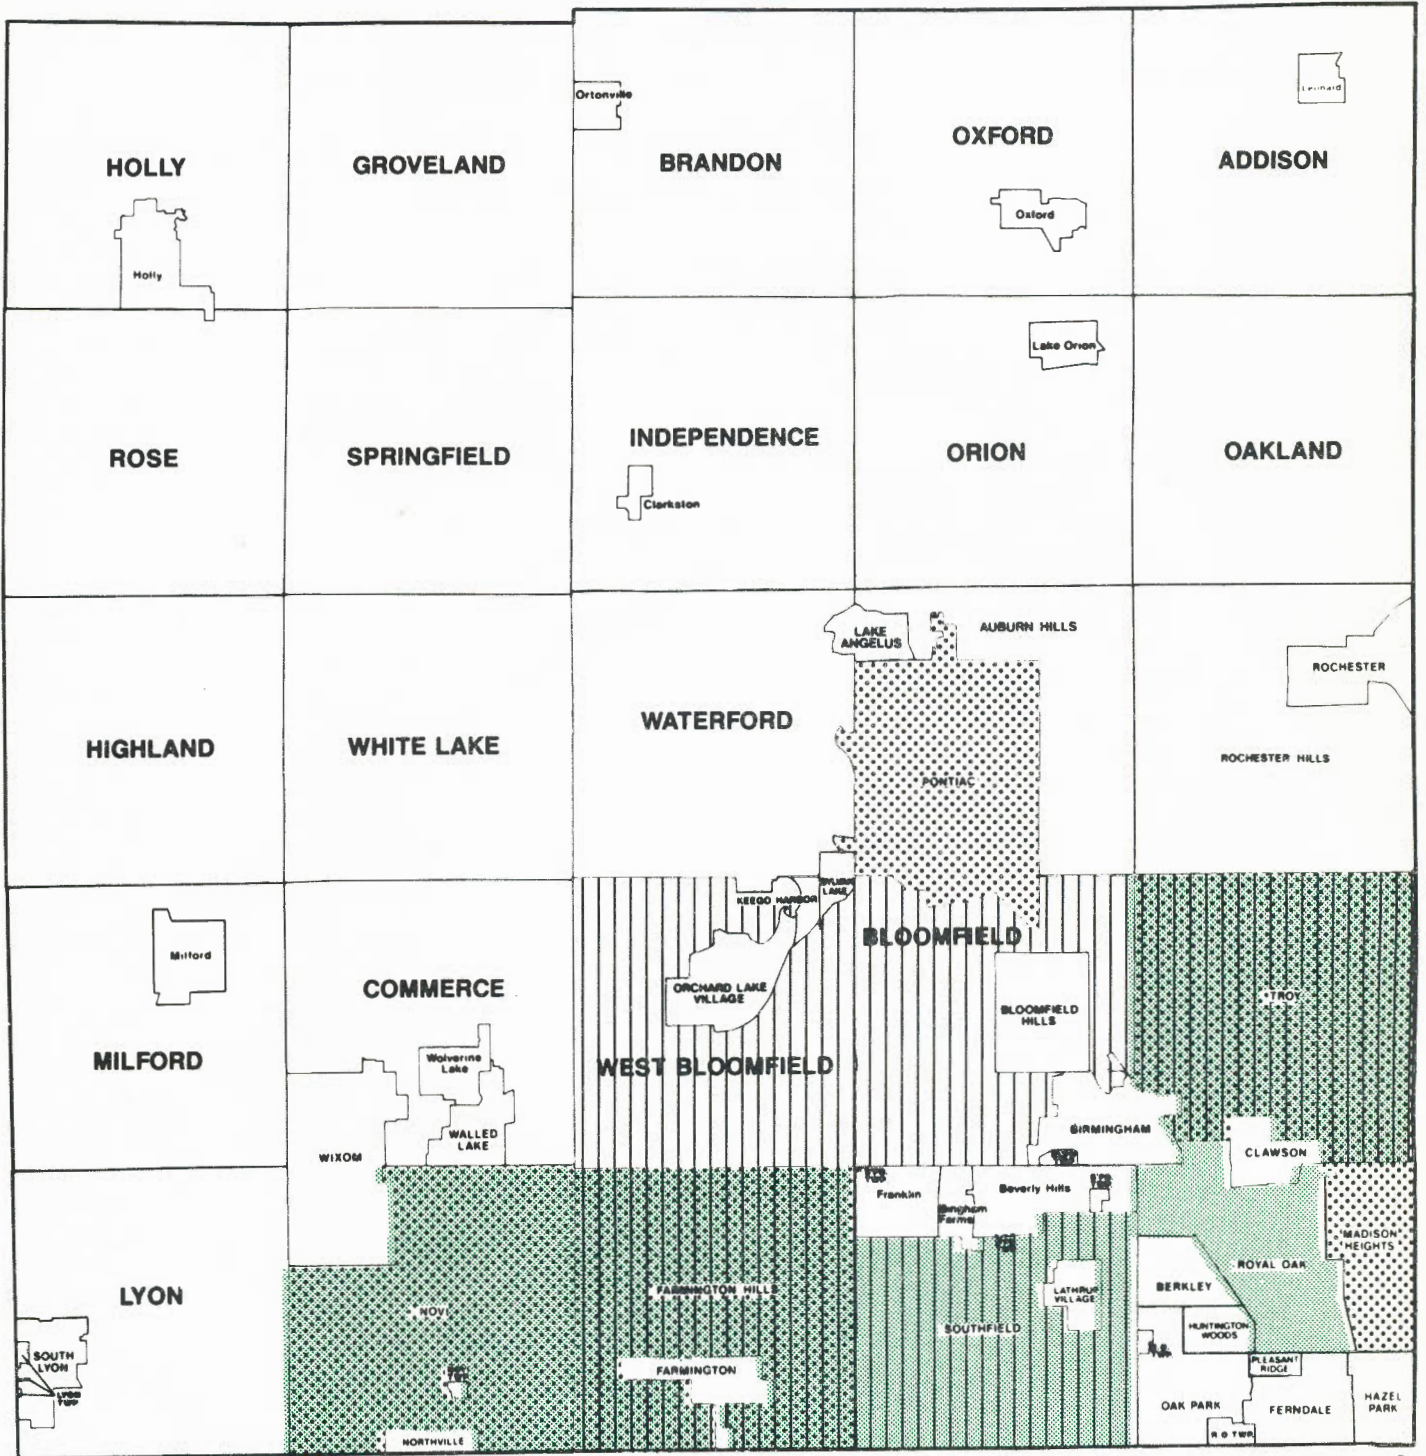 Ortonville
Leonard
HOLLY
GROVELAND
BRANDON
OXFORD
ADDISON
Oxford
Holly
Lake Orion
ROSE
SPRINGFIELD
INDEPENDENCE
ORION
OAKLAND
Clarkston
LAKE
ANGELUS
AUBURN HILLS
ROCHESTER
HIGHLAND
WHITE LAKE
WATERFORD
PONTIAC
ROCHESTER HILLS
SYLVAN
LAKE
KEEGO HARBOR
BLOOMFIELD
Milford
COMMERCE
ORCHARD LAKE
VILLAGE
BLOOMFIELD
HILLS
TROY
MILFORD
Wolverine
Lake
WEST BLOOMFIELD
WALLED
LAKE
BIRMINGHAM
WIXOM
CLAWSON
Franklin
Bingham
Farms
Beverly Hills
MADISON
HEIGHTS
ROYAL OAK
LYON
NOVI
FARMINGTON HILLS
LATHRUP
VILLAGE
BERKLEY
SOUTHFIELD
HUNTINGTON
WOODS
SOUTH
LYON
LYON
TWP
FARMINGTON
PLEASANT
RIDGE
OAK PARK
FERNDALE
HAZEL
PARK
R O TWP
NORTHVILLE